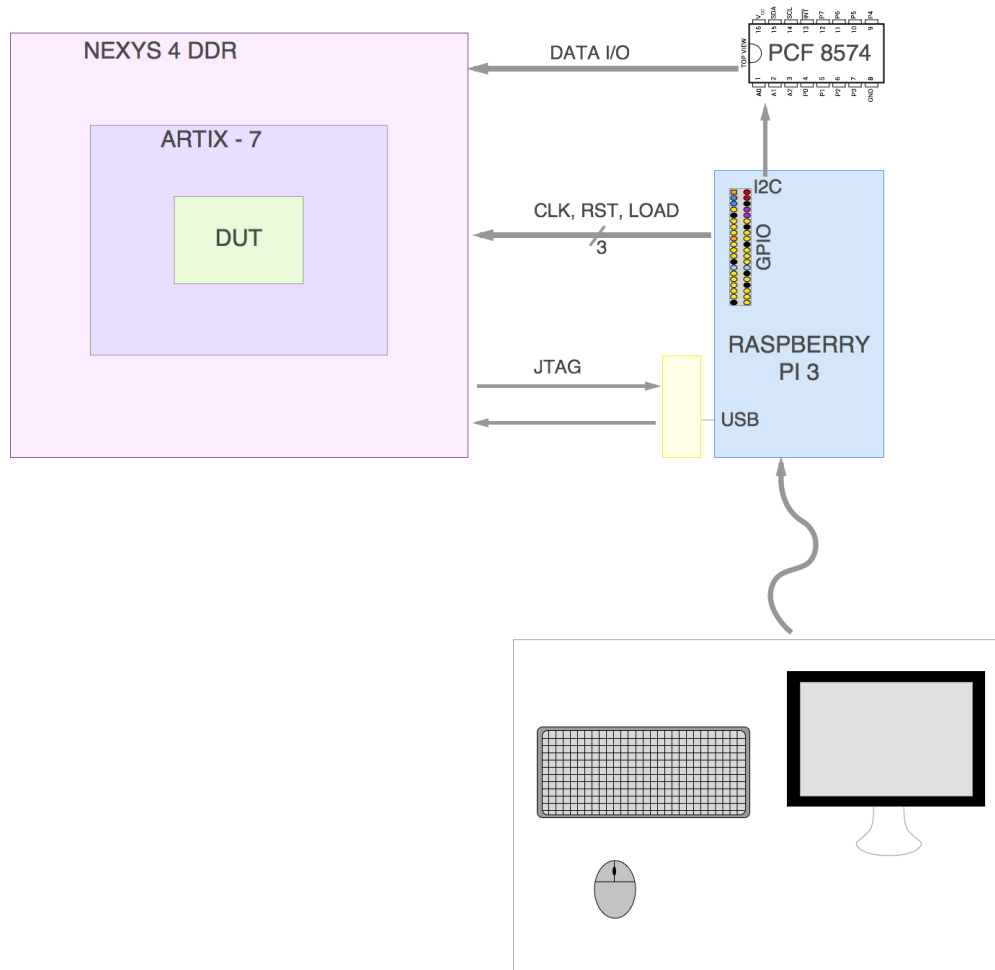 NEXYS 4 DDR
ARTIX - 7
DUT
DATA I/O
VCC SDA SCL INT P7 P6 P5 P4
16 15 14 13 12 11 10 9
TOP VIEW
PCF 8574
1 2 3 4 5 6 7 8
A0 A1 A2 P0 P1 P2 P3 GND
CLK, RST, LOAD
3
I2C
GPIO
RASPBERRY
PI 3
JTAG
USB